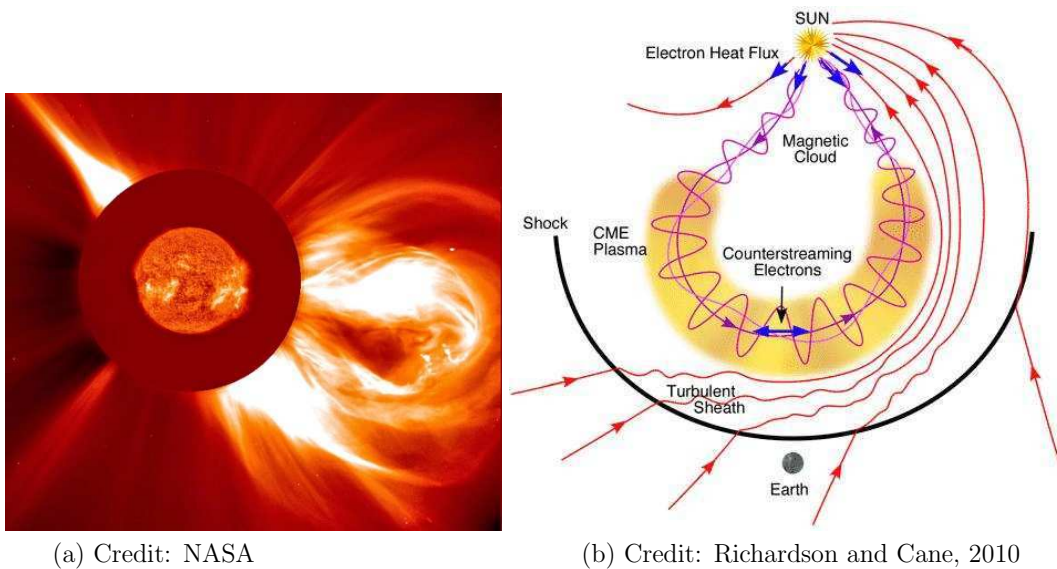 SUN
Electron Heat Flux
Magnetic
Cloud
Shock
CME
Plasma
Counterstreaming
Electrons
Turbulent
Sheath
Earth
(a) Credit: NASA
(b) Credit: Richardson and Cane, 2010